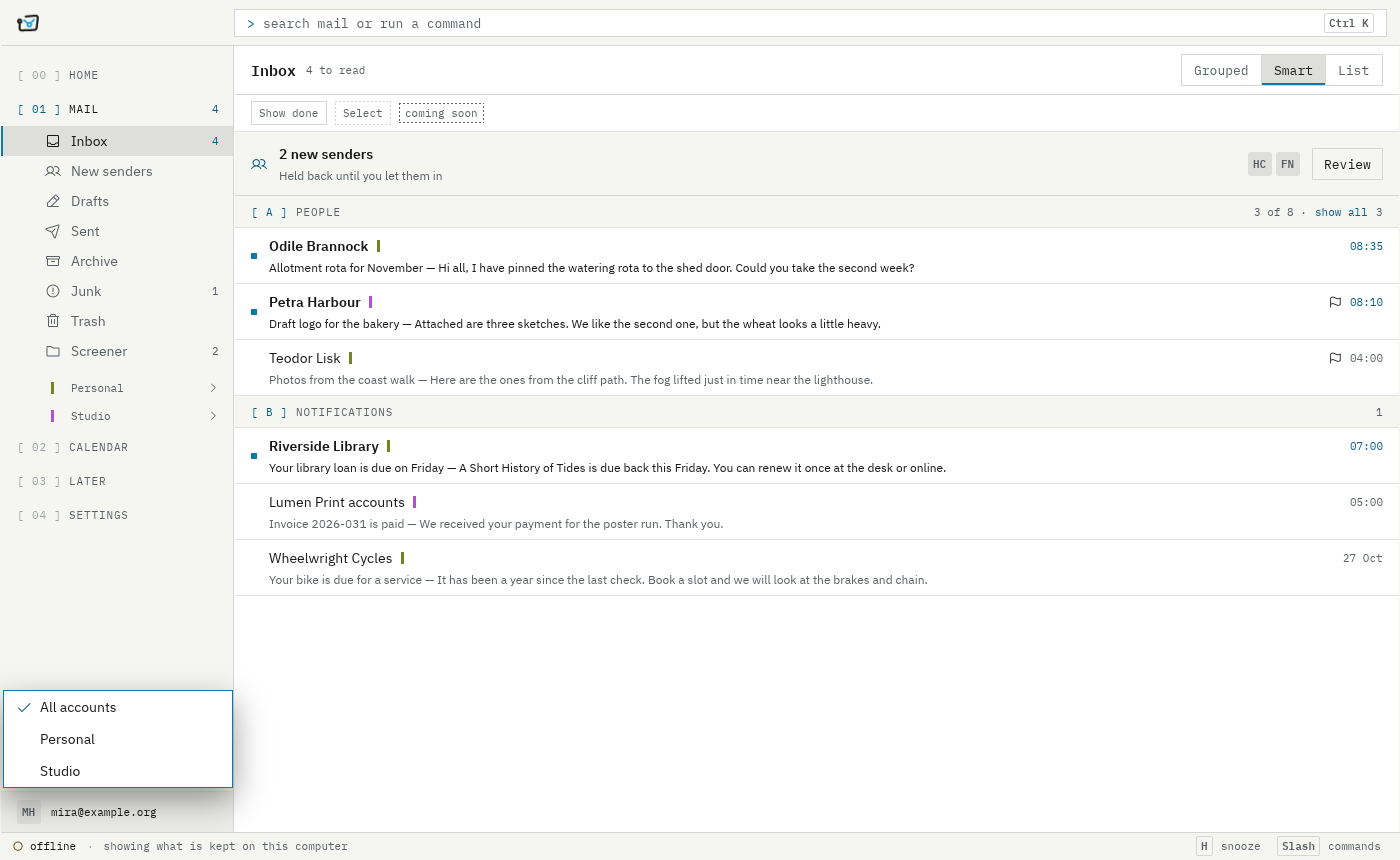 > search mail or run a command Ctrl K
[ 00 ] HOME
[ 01 ] MAIL 4
Inbox 4
New senders
Drafts
Sent
Archive
Junk 1
Trash
Screener 2
Personal
Studio
[ 02 ] CALENDAR
[ 03 ] LATER
[ 04 ] SETTINGS
All accounts
Personal
Studio
MH mira@example.org
Inbox 4 to read Grouped Smart List
Show done Select coming soon
2 new senders
Held back until you let them in
HC FN Review
[ A ] PEOPLE 3 of 8 · show all 3
Odile Brannock 08:35
Allotment rota for November — Hi all, I have pinned the watering rota to the shed door. Could you take the second week?
Petra Harbour 08:10
Draft logo for the bakery — Attached are three sketches. We like the second one, but the wheat looks a little heavy.
Teodor Lisk 04:00
Photos from the coast walk — Here are the ones from the cliff path. The fog lifted just in time near the lighthouse.
[ B ] NOTIFICATIONS 1
Riverside Library 07:00
Your library loan is due on Friday — A Short History of Tides is due back this Friday. You can renew it once at the desk or online.
Lumen Print accounts 05:00
Invoice 2026-031 is paid — We received your payment for the poster run. Thank you.
Wheelwright Cycles 27 Oct
Your bike is due for a service — It has been a year since the last check. Book a slot and we will look at the brakes and chain.
offline · showing what is kept on this computer H snooze Slash commands